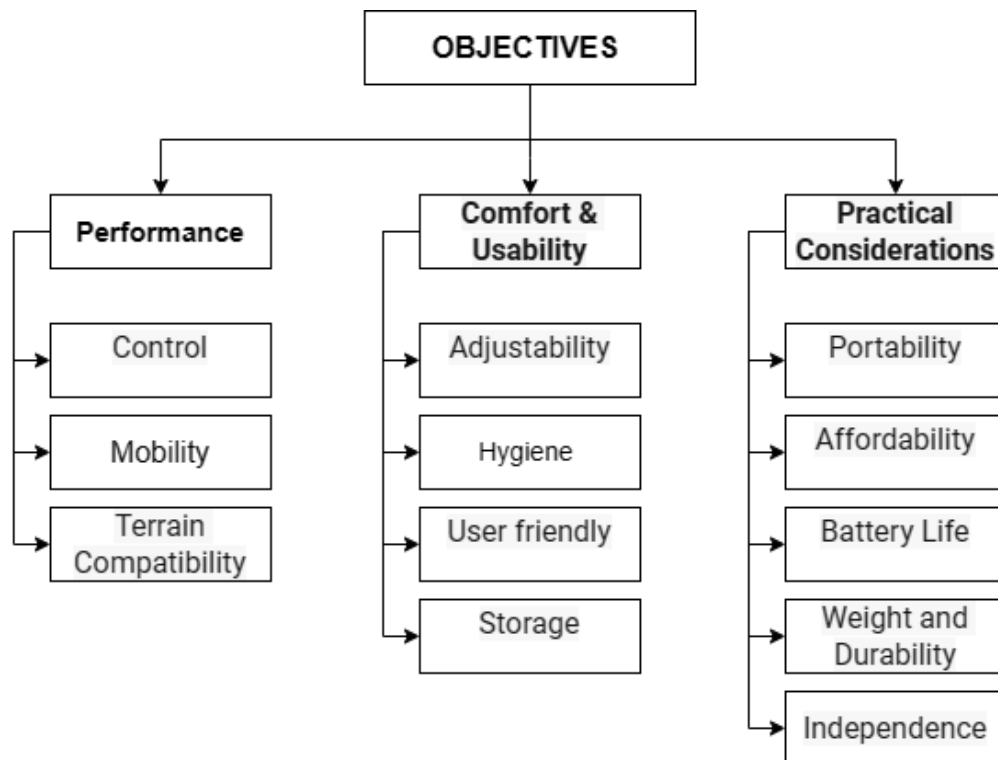 OBJECTIVES
Performance
Control
Mobility
Terrain
Compatibility
Comfort &
Usability
Adjustability
Hygiene
User friendly
Storage
Practical
Considerations
Portability
Affordability
Battery Life
Weight and
Durability
Independence